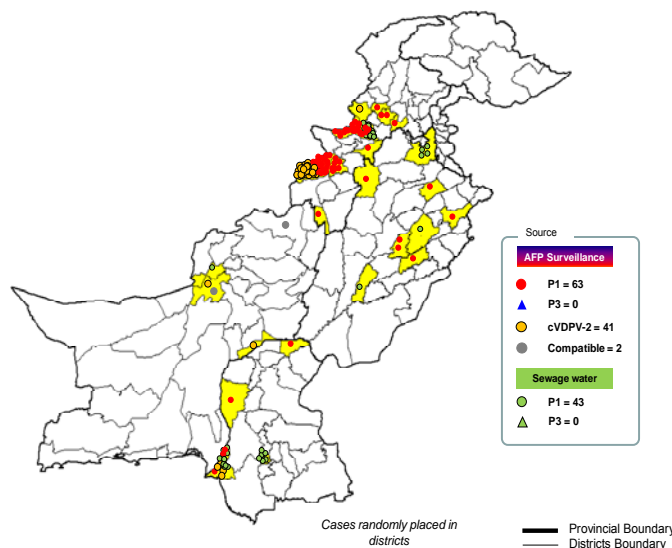 Source
AFP Surveillance
P1 = 63
P3 = 0
cVDPV-2 = 41
Compatible = 2
Sewage water
P1 = 43
P3 = 0
Cases randomly placed in
districts
Provincial Boundary
Districts Boundary